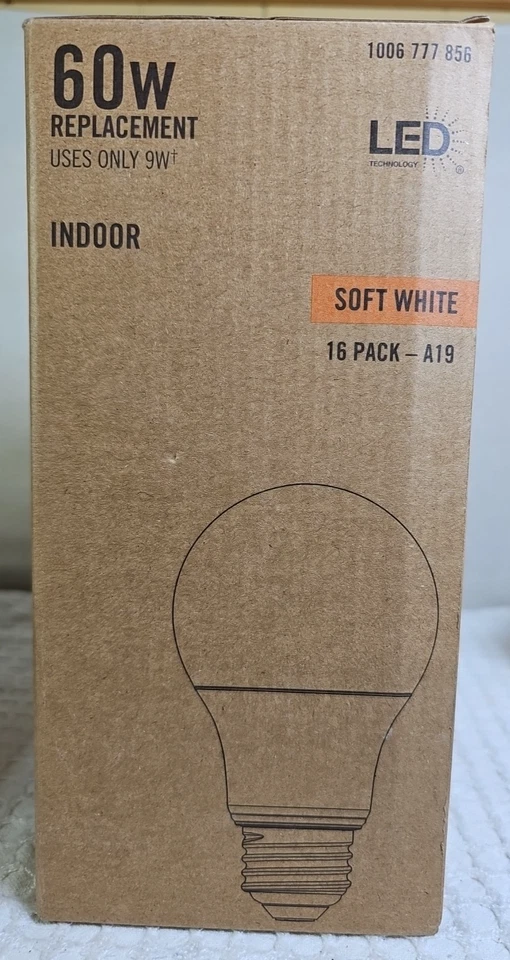 60W
REPLACEMENT
USES ONLY 9W†
INDOOR
1006 777 856
LED
TECHNOLOGY
®
SOFT WHITE
16 PACK – A19